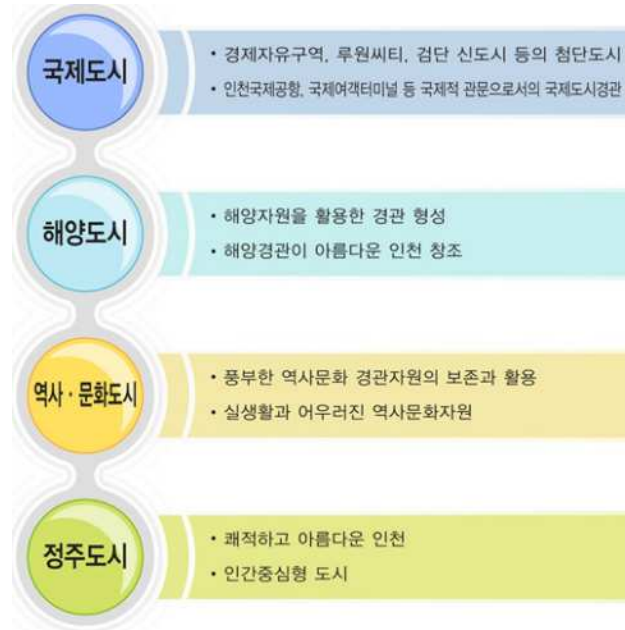 국제도시
• 경제자유구역, 루원씨티, 검단 신도시 등의 첨단도시
• 인천국제공항, 국제여객터미널 등 국제적 관문으로서의 국제도시경관
해양도시
• 해양자원을 활용한 경관 형성
• 해양경관이 아름다운 인천 창조
역사 · 문화도시
• 풍부한 역사문화 경관자원의 보존과 활용
• 실생활과 어우러진 역사문화자원
정주도시
• 쾌적하고 아름다운 인천
• 인간중심형 도시